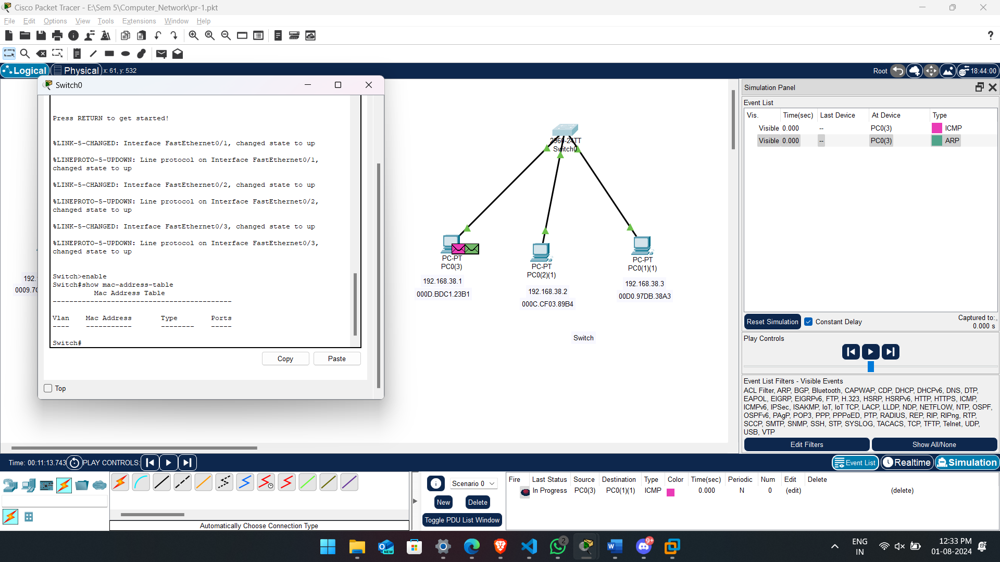 Cisco Packet Tracer - E:\Sem 5\Computer_Network\pr-1.pkt
File Edit Options View Tools Extensions Window Help
Logical Physical x: 61, y: 532
Root 18:44:00
Switch0
Press RETURN to get started!
%LINK-5-CHANGED: Interface FastEthernet0/1, changed state to up
%LINEPROTO-5-UPDOWN: Line protocol on Interface FastEthernet0/1,
changed state to up
%LINK-5-CHANGED: Interface FastEthernet0/2, changed state to up
%LINEPROTO-5-UPDOWN: Line protocol on Interface FastEthernet0/2,
changed state to up
%LINK-5-CHANGED: Interface FastEthernet0/3, changed state to up
%LINEPROTO-5-UPDOWN: Line protocol on Interface FastEthernet0/3,
changed state to up
Switch>enable
Switch#show mac-address-table
Mac Address Table
-------------------------------------------
Vlan Mac Address Type Ports
---- ----------- -------- -----
Switch#
Copy Paste
Top
192.
0009.7C
2960-24TT
Switch0
PC-PT
PC0(3)
192.168.38.1
000D.BDC1.23B1
PC-PT
PC0(2)(1)
192.168.38.2
000C.CF03.89B4
PC-PT
PC0(1)(1)
192.168.38.3
00D0.97DB.38A3
Switch
Simulation Panel
Event List
Vis. Time(sec) Last Device At Device Type
Visible 0.000 -- PC0(3) ICMP
Visible 0.000 -- PC0(3) ARP
Reset Simulation Constant Delay
Captured to:
0.000 s
Play Controls
Event List Filters - Visible Events
ACL Filter, ARP, BGP, Bluetooth, CAPWAP, CDP, DHCP, DHCPv6, DNS, DTP,
EAPOL, EIGRP, EIGRPv6, FTP, H.323, HSRP, HSRPv6, HTTP, HTTPS, ICMP,
ICMPv6, IPSec, ISAKMP, IoT, IoT TCP, LACP, LLDP, NDP, NETFLOW, NTP, OSPF,
OSPFv6, PAgP, POP3, PPP, PPPoED, PTP, RADIUS, REP, RIP, RIPng, RTP,
SCCP, SMTP, SNMP, SSH, STP, SYSLOG, TACACS, TCP, TFTP, Telnet, UDP,
USB, VTP
Edit Filters Show All/None
Time: 00:11:13.743 PLAY CONTROLS:
Event List Realtime Simulation
Automatically Choose Connection Type
Scenario 0
New Delete
Toggle PDU List Window
Fire Last Status Source Destination Type Color Time(sec) Periodic Num Edit Delete
In Progress PC0(3) PC0(1)(1) ICMP 0.000 N 0 (edit) (delete)
NEW
2
9+
ENG
IN
12:33 PM
01-08-2024